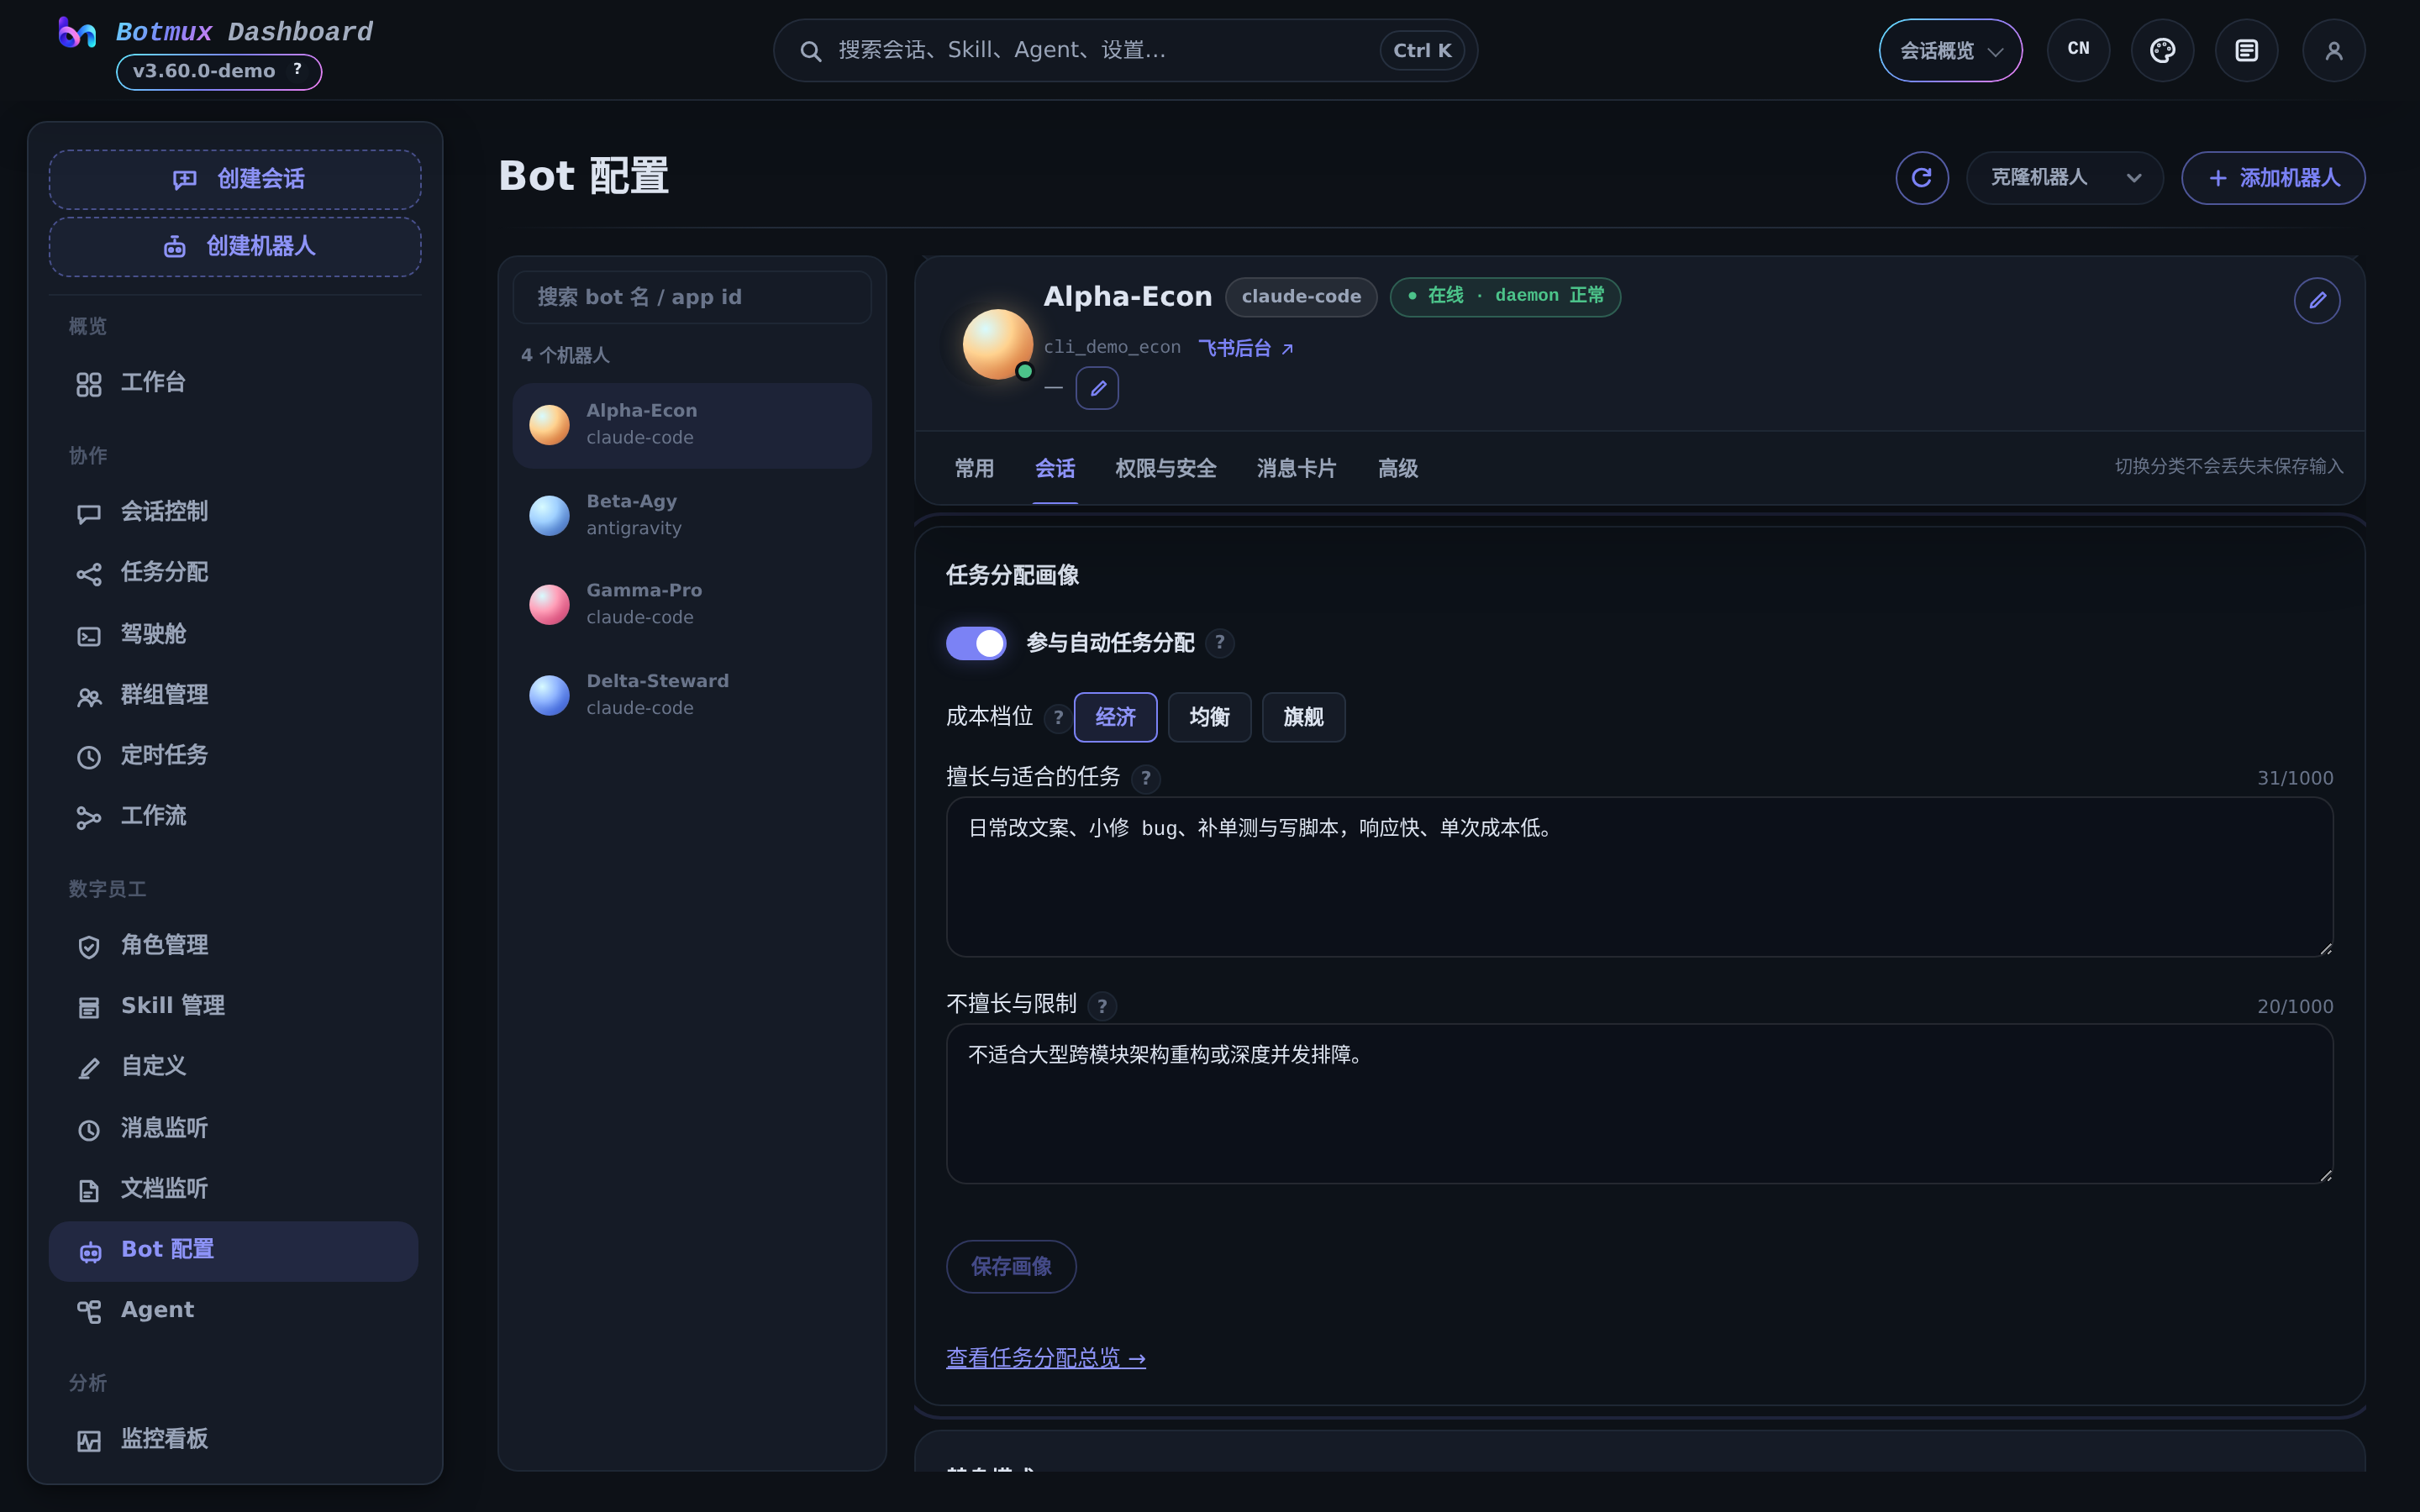 Botmux Dashboard
v3.60.0-demo ?
搜索会话、Skill、Agent、设置... Ctrl K
会话概览
CN
创建会话
创建机器人
概览
工作台
协作
会话控制
任务分配
驾驶舱
群组管理
定时任务
工作流
数字员工
角色管理
Skill 管理
自定义
消息监听
文档监听
Bot 配置
Agent
分析
监控看板
Bot 配置
克隆机器人
+ 添加机器人
搜索 bot 名 / app id
4 个机器人
Alpha-Econ
claude-code
Beta-Agy
antigravity
Gamma-Pro
claude-code
Delta-Steward
claude-code
Alpha-Econ claude-code 在线 · daemon 正常
cli_demo_econ 飞书后台 ↗
—
常用 会话 权限与安全 消息卡片 高级 切换分类不会丢失未保存输入
任务分配画像
参与自动任务分配 ?
成本档位 ? 经济 均衡 旗舰
擅长与适合的任务 ? 31/1000
日常改文案、小修 bug、补单测与写脚本，响应快、单次成本低。
不擅长与限制 ? 20/1000
不适合大型跨模块架构重构或深度并发排障。
保存画像
查看任务分配总览 →